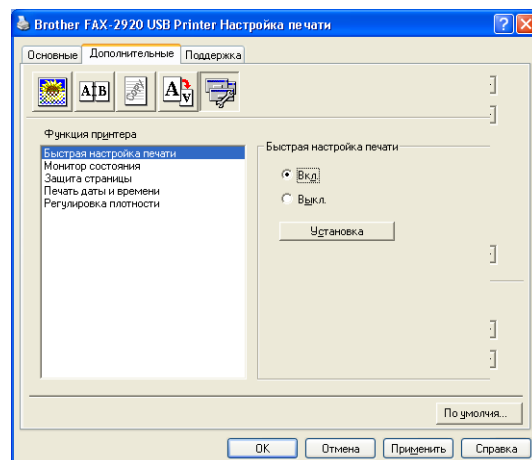 Brother FAX-2920 USB Printer Настройка печати
Основные Дополнительные Поддержка
Функция принтера
Быстрая настройка печати
Монитор состояния
Защита страницы
Печать даты и времени
Регулировка плотности
Быстрая настройка печати
Вкл.
Выкл.
Установка
По умолчия...
OK Отмена Применить Справка